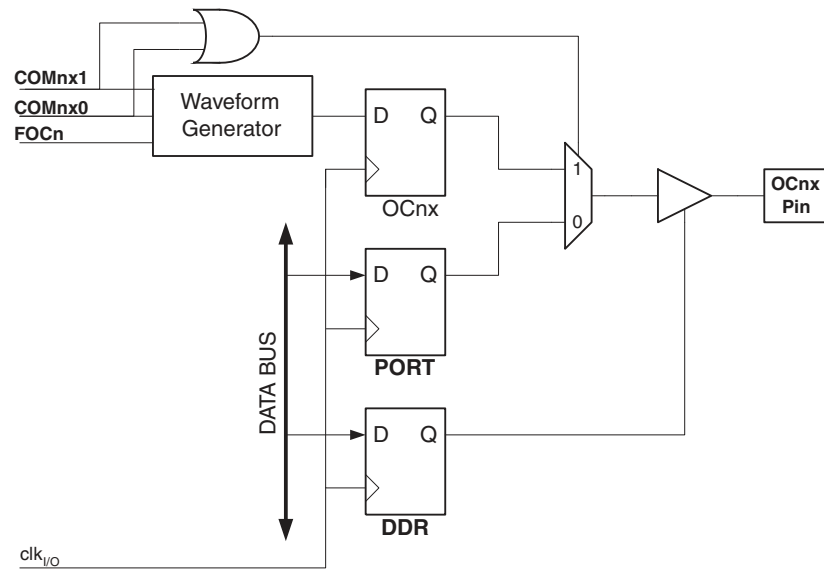 COMnx1
COMnx0
FOCn
Waveform
Generator
D Q
OCnx
1
0
OCnx
Pin
D Q
PORT
DATA BUS
D Q
DDR
clkI/O